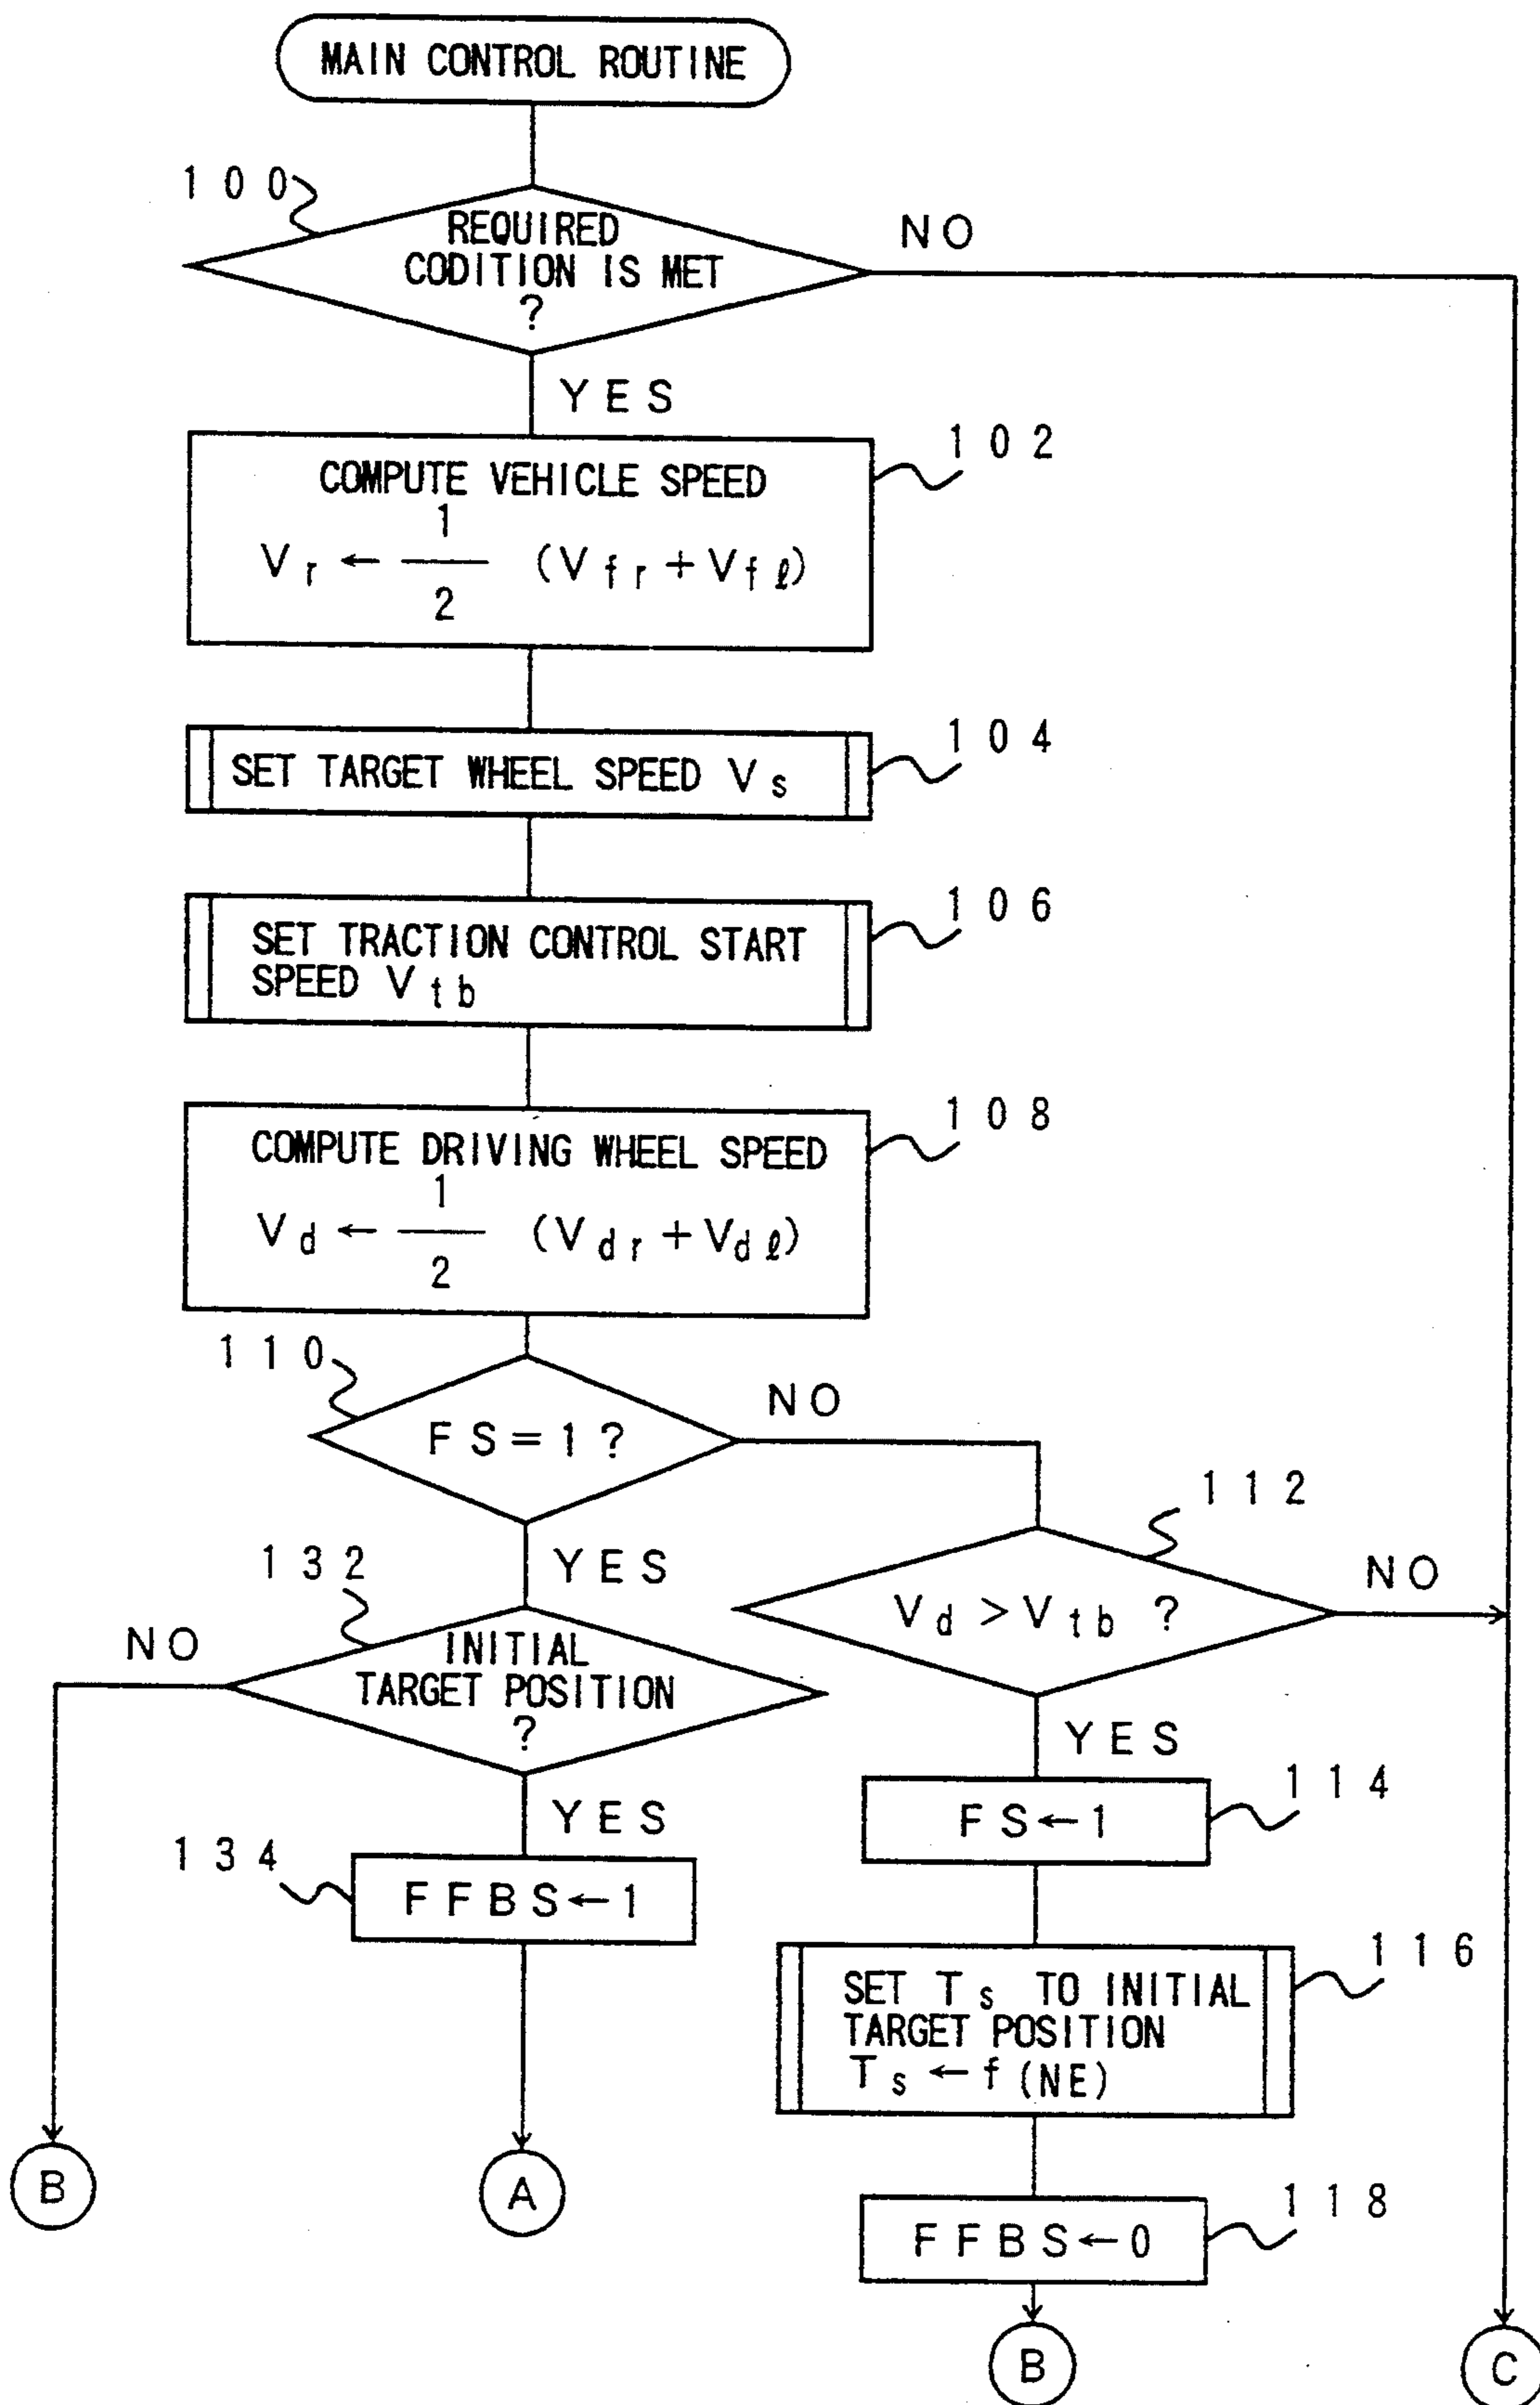 MAIN CONTROL ROUTINE
100
REQUIRED
CODITION IS MET
?
NO
YES
102
COMPUTE VEHICLE SPEED
Vr ← 1/2 (Vfr + Vfℓ)
104
SET TARGET WHEEL SPEED Vs
106
SET TRACTION CONTROL START
SPEED Vtb
108
COMPUTE DRIVING WHEEL SPEED
Vd ← 1/2 (Vdr + Vdℓ)
110
FS=1?
NO
YES
112
Vd > Vtb ?
NO
YES
132
INITIAL
TARGET POSITION
?
NO
YES
114
FS←1
134
FFBS←1
116
SET Ts TO INITIAL
TARGET POSITION
Ts ← f(NE)
118
FFBS←0
B
A
B
C